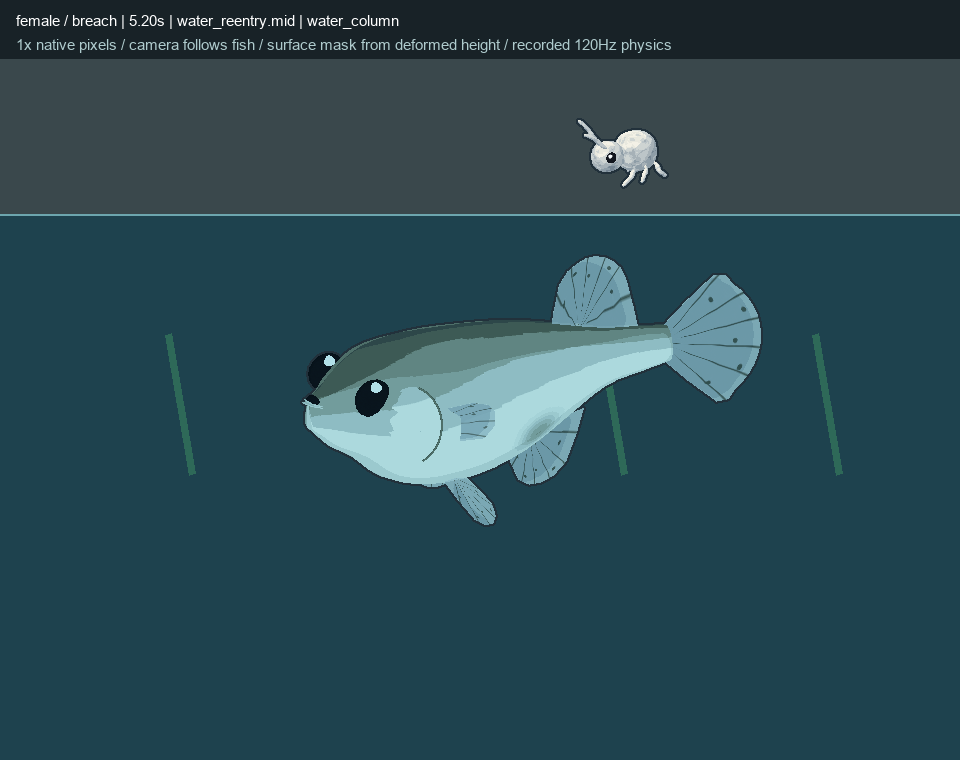 female / breach | 5.20s | water_reentry.mid | water_column
1x native pixels / camera follows fish / surface mask from deformed height / recorded 120Hz physics